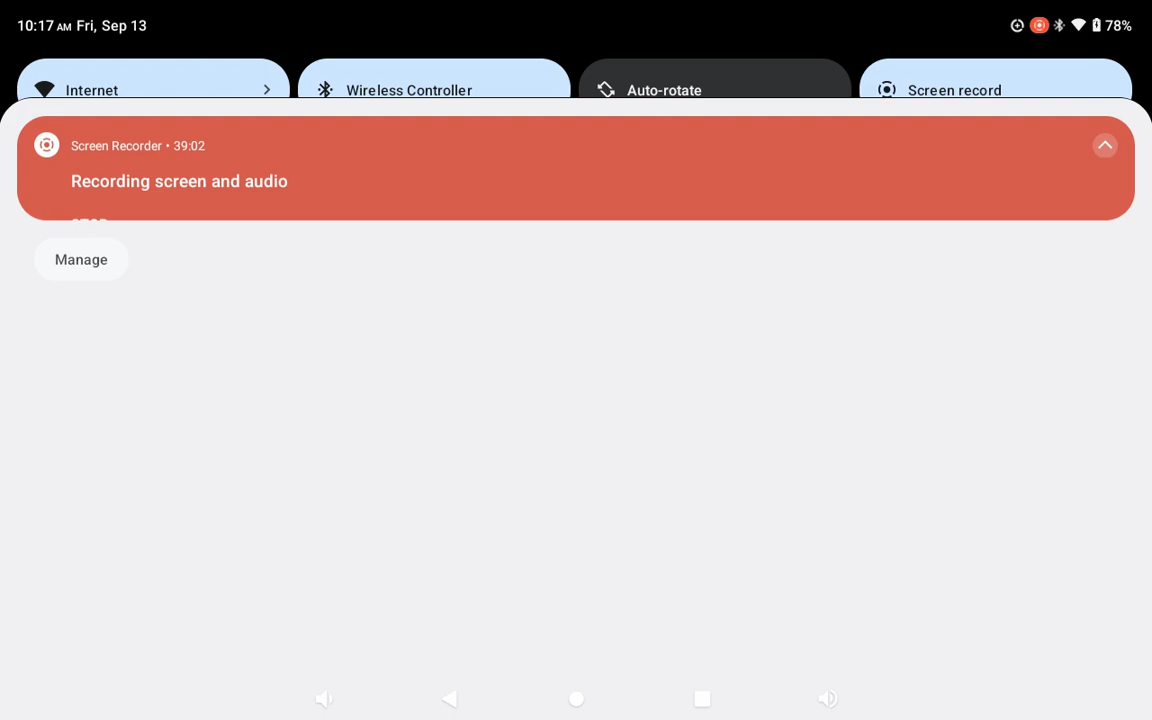 10:17 AM Fri, Sep 13
78%
Internet
Wireless Controller
Auto-rotate
Screen record
Screen Recorder • 39:02
Recording screen and audio
Manage